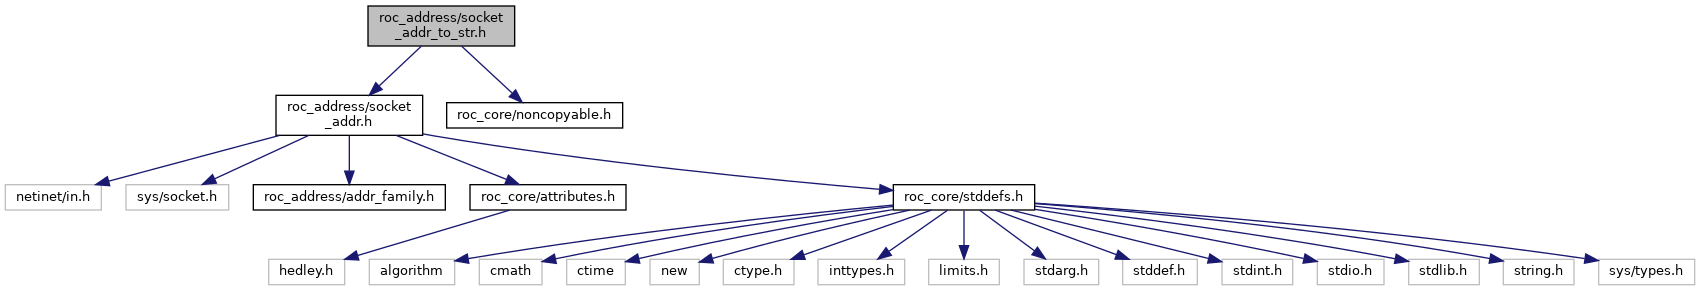 roc_address/socket
_addr_to_str.h
roc_address/socket
_addr.h
roc_core/noncopyable.h
netinet/in.h
sys/socket.h
roc_address/addr_family.h
roc_core/attributes.h
roc_core/stddefs.h
hedley.h
algorithm
cmath
ctime
new
ctype.h
inttypes.h
limits.h
stdarg.h
stddef.h
stdint.h
stdio.h
stdlib.h
string.h
sys/types.h